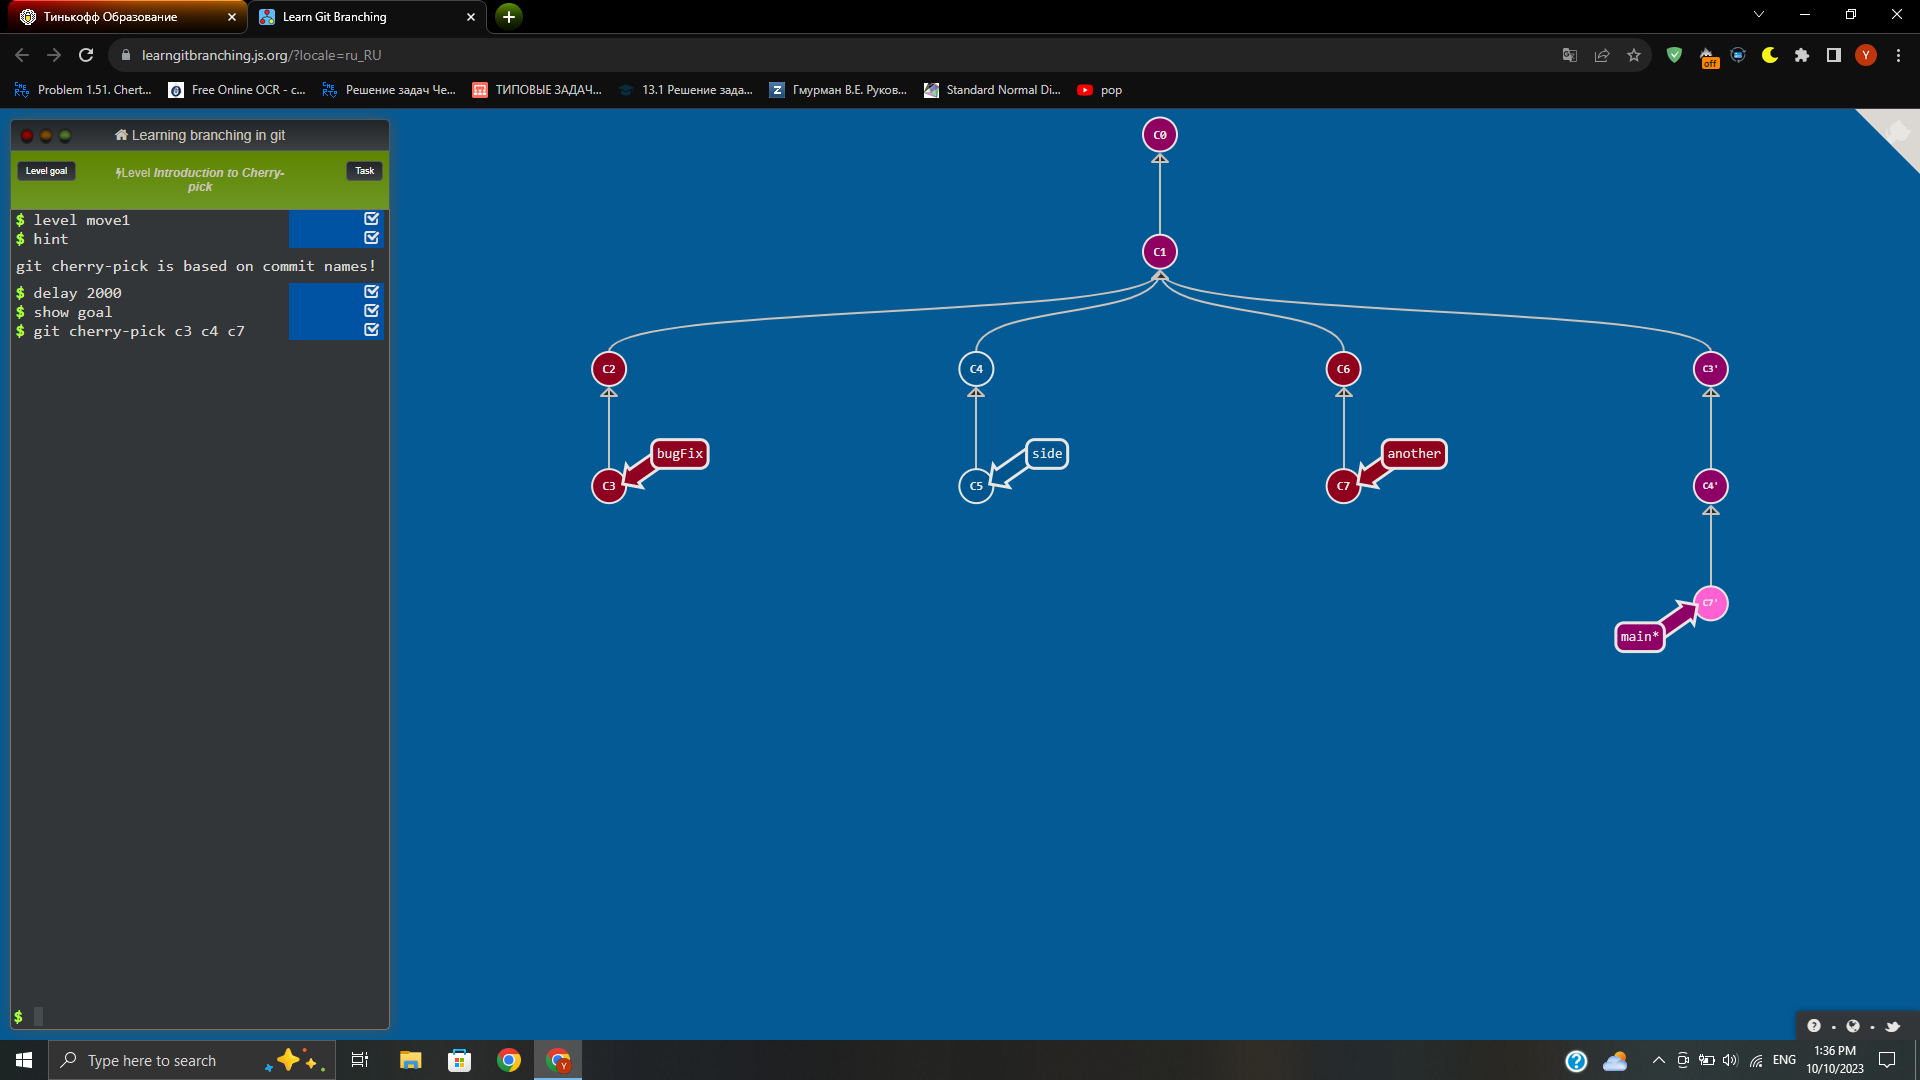 Тинькофф Образование
Learn Git Branching
learngitbranching.js.org/?locale=ru_RU
off
Y
Problem 1.51. Chert...
Free Online OCR - c...
Решение задач Че...
ТИПОВЫЕ ЗАДАЧ...
13.1 Решение зада...
Z
Гмурман В.Е. Руков...
Standard Normal Di...
pop
Learning branching in git
Level goal
Level Introduction to Cherry-
pick
Task
$ level move1
$ hint
git cherry-pick is based on commit names!
$ delay 2000
$ show goal
$ git cherry-pick c3 c4 c7
$
C0
C1
C2
C4
C6
C3'
bugFix
side
another
C3
C5
C7
C4'
C7'
main*
Type here to search
Y
ENG
1:36 PM
10/10/2023